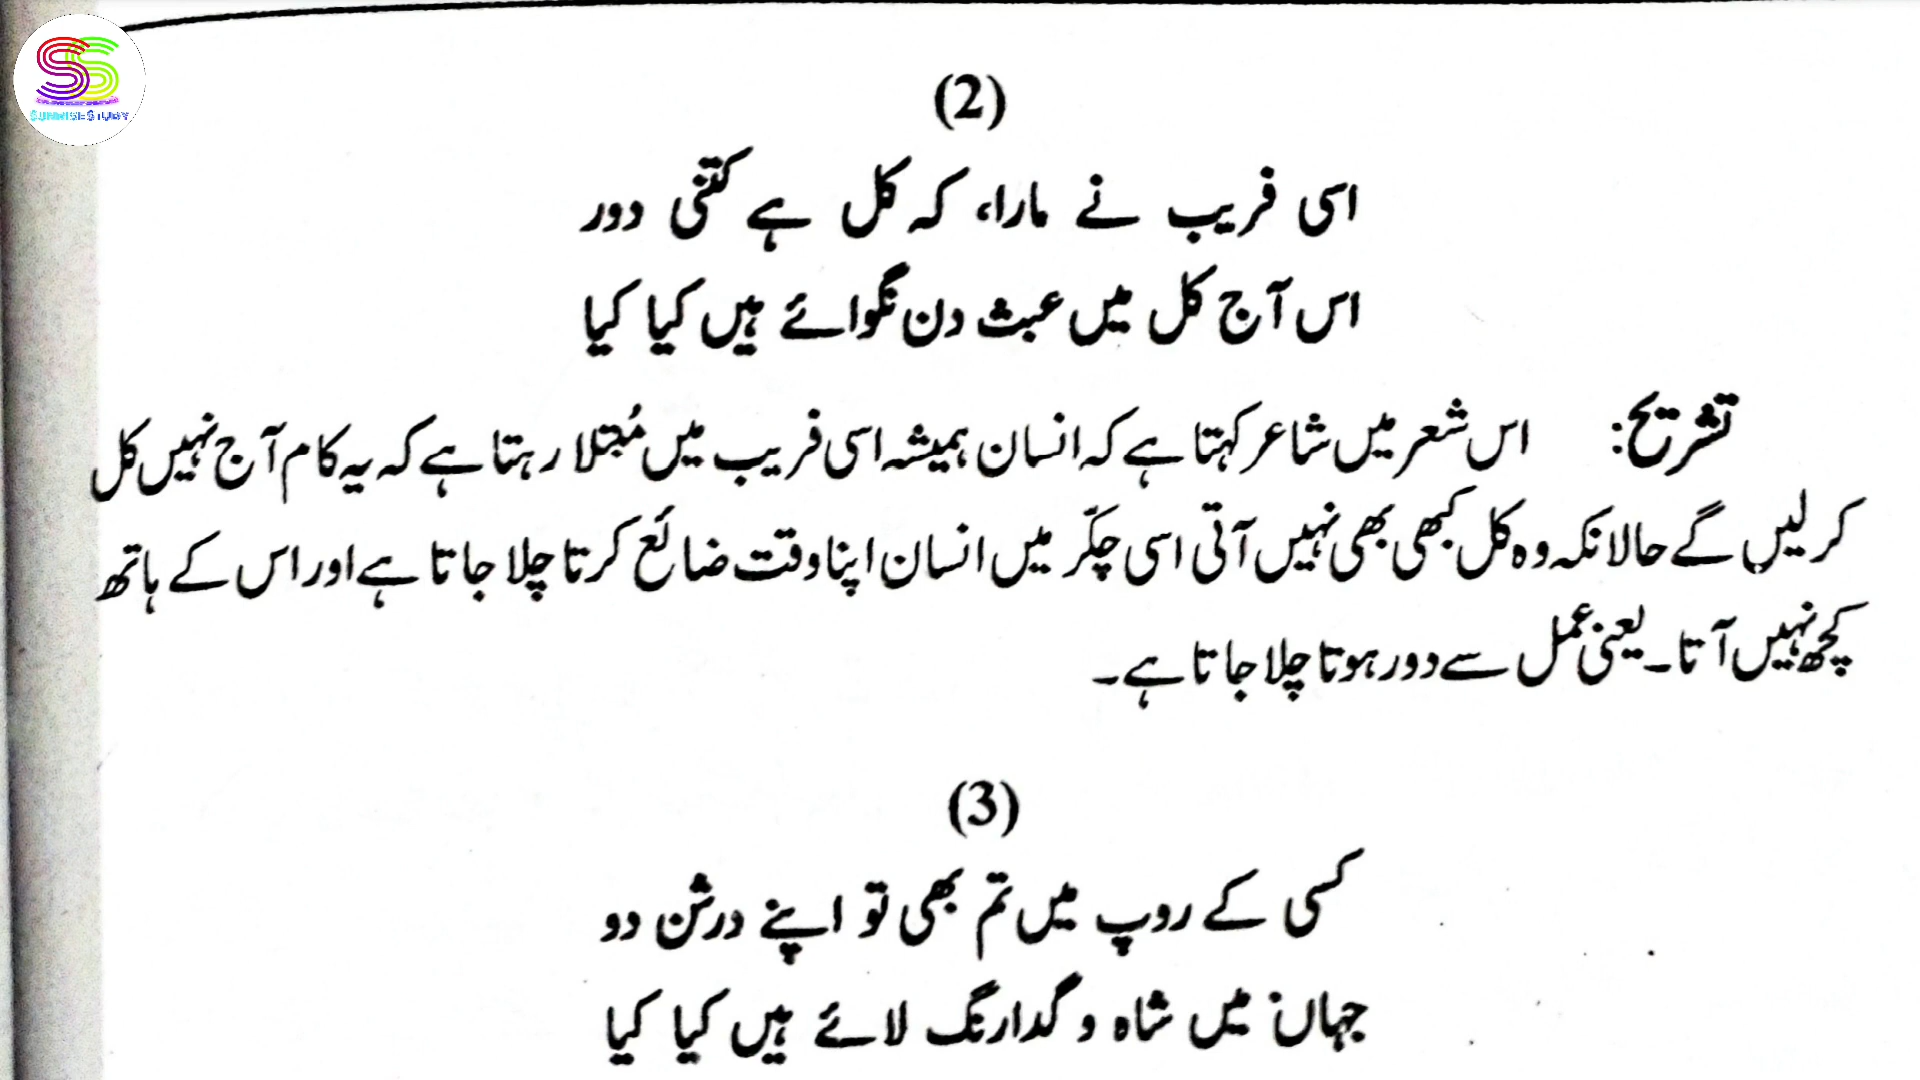 SUNRISESTUDY
(2)
اسی فریب نے مارا، کہ کل ہے کتنی دور
اس آج کل میں عبث دن نگوائے ہیں کیا کیا
تشریح: اس شعر میں شاعر کہتا ہے کہ انسان ہمیشہ اسی فریب میں مُبتلا رہتا ہے کہ یہ کام آج نہیں کل
کر لیں گے حالانکہ وہ کل کبھی بھی نہیں آتی اسی چکّر میں انسان اپنا وقت ضائع کرتا چلا جاتا ہے اور اس کے ہاتھ
کچھ نہیں آتا۔ یعنی عمل سے دور ہوتا چلا جاتا ہے۔
(3)
کسی کے روپ میں تم بھی تو اپنے درشن دو
جہاں میں شاہ و گدا رنگ لائے ہیں کیا کیا